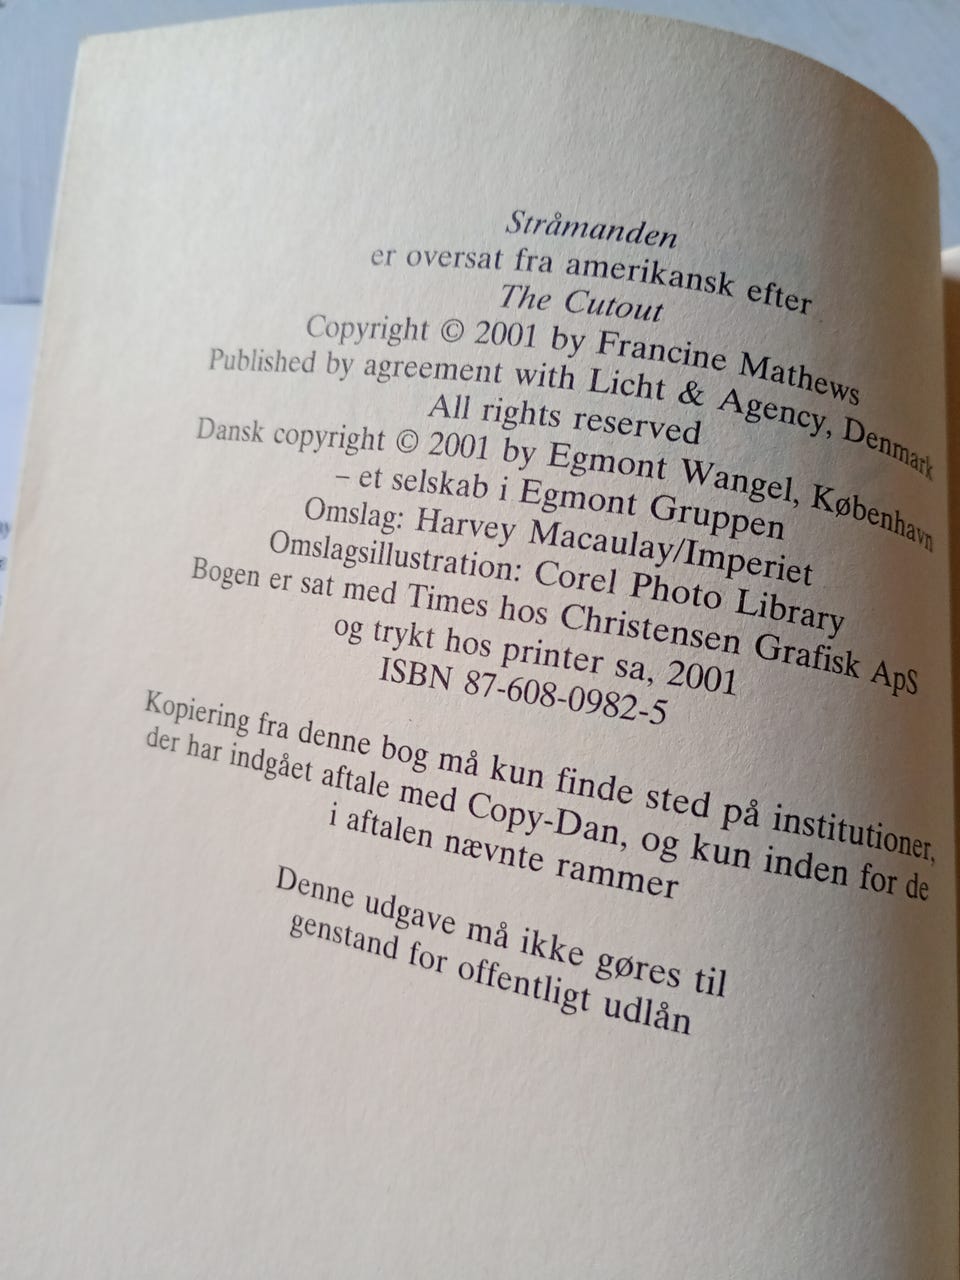 Stråmanden
er oversat fra amerikansk efter
The Cutout
Copyright © 2001 by Francine Mathews
Published by agreement with Licht & Agency, Denmark
All rights reserved
Dansk copyright © 2001 by Egmont Wangel, København
– et selskab i Egmont Gruppen
Omslag: Harvey Macaulay/Imperiet
Omslagsillustration: Corel Photo Library
Bogen er sat med Times hos Christensen Grafisk ApS
og trykt hos printer sa, 2001
ISBN 87-608-0982-5
Kopiering fra denne bog må kun finde sted på institutioner,
der har indgået aftale med Copy-Dan, og kun inden for de
i aftalen nævnte rammer
Denne udgave må ikke gøres til
genstand for offentligt udlån